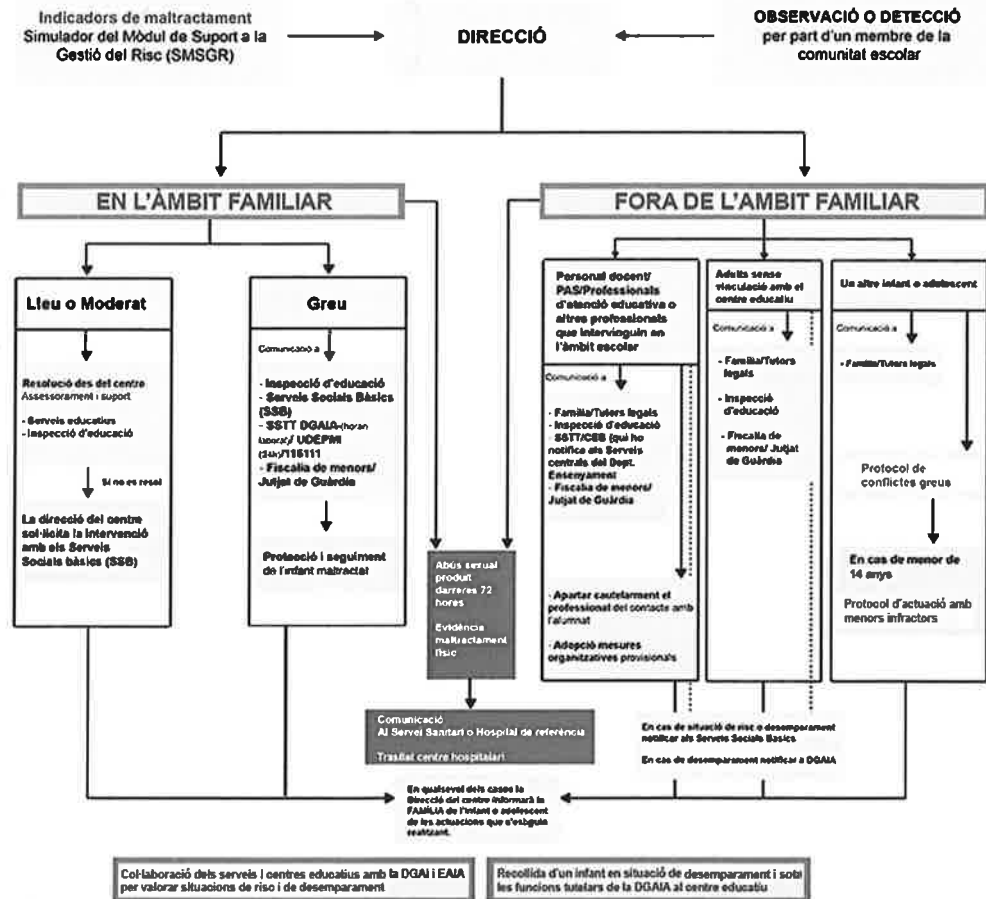 Indicadors de maltractament
Simulador del Mòdul de Suport a la
Gestió del Risc (SMSGR)
DIRECCIÓ
OBSERVACIÓ O DETECCIÓ
per part d'un membre de la
comunitat escolar
EN L'ÀMBIT FAMILIAR
FORA DE L'AMBIT FAMILIAR
Lleu o Moderat
Resolució des del centre
Assessorament i suport
- Serveis educatius
- Inspecció d'educació
Si no es resol
La direcció del centre
sol·licita la intervenció
amb els Serveis
Socials bàsics (SSB)
Greu
Comunicació a
- Inspecció d'educació
- Serveis Socials Bàsics
(SSB)
- SSTT DGAIA-(horari
laboral)/ UDEPMI
(24h)/116111
- Fiscalia de menors/
Jutjat de Guàrdia
Protecció i seguiment
de l'infant maltractat
Abús sexual
produit
darreres 72
hores
Evidència
maltractament
físic
Comunicació
Al Servei Sanitari o Hospital de referència
Trasllat centre hospitalari
Personal docent/
PAS/Professionals
d'atenció educativa o
altres professionals
que intervinguin en
l'àmbit escolar
Comunicació a
- Família/Tutors legals
- Inspecció d'educació
- SSTT/CEB (qui ho
notifica als Serveis
centrals del Dept.
Ensenyament
- Fiscalia de menors/
Jutjat de Guàrdia
- Apartar cautelarment el
professional del contacte amb
l'alumnat
- Adopció mesures
organitzatives provisionals
Adults sense
vinculació amb el
centre educatiu
Comunicació a
- Família/Tutors
legals
- Inspecció
d'educació
- Fiscalia de
menors/ Jutjat
de Guàrdia
Un altre infant o adolescent
Comunicació a
- Família/Tutors legals
Protocol de
conflictes greus
En cas de menor de
14 anys
Protocol d'actuació amb
menors infractors
En cas de situació de risc o desemparament
notificar als Serveis Socials Basics
En cas de desemparament notificar a DGAIA
En qualsevol dels casos la
Direcció del centre informarà la
FAMÍLIA de l'infant o adolescent
de les actuacions que s'estiguin
realitzant.
Col·laboració dels serveis i centres educatius amb la DGAI i EAIA
per valorar situacions de risc i de desemparament
Recollida d'un infant en situació de desemparament i sota
les funcions tutelars de la DGAIA al centre educatiu